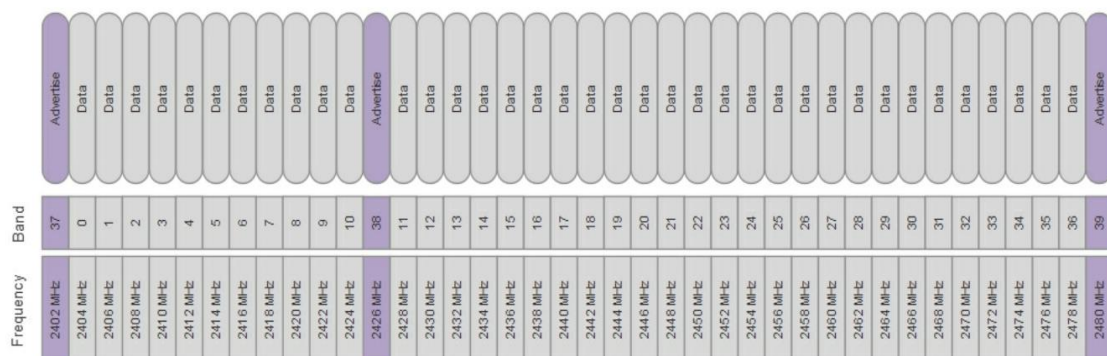 Advertise Data Data Data Data Data Data Data Data Data Data Data Advertise Data Data Data Data Data Data Data Data Data Data Data Data Data Data Data Data Data Data Data Data Data Data Data Data Data Data Advertise
Band 37 0 1 2 3 4 5 6 7 8 9 10 38 11 12 13 14 15 16 17 18 19 20 21 22 23 24 25 26 27 28 29 30 31 32 33 34 35 36 39
Frequency 2402 MHz 2404 MHz 2406 MHz 2408 MHz 2410 MHz 2412 MHz 2414 MHz 2416 MHz 2418 MHz 2420 MHz 2422 MHz 2424 MHz 2426 MHz 2428 MHz 2430 MHz 2432 MHz 2434 MHz 2436 MHz 2438 MHz 2440 MHz 2442 MHz 2444 MHz 2446 MHz 2448 MHz 2450 MHz 2452 MHz 2454 MHz 2456 MHz 2458 MHz 2460 MHz 2462 MHz 2464 MHz 2466 MHz 2468 MHz 2470 MHz 2472 MHz 2474 MHz 2476 MHz 2478 MHz 2480 MHz